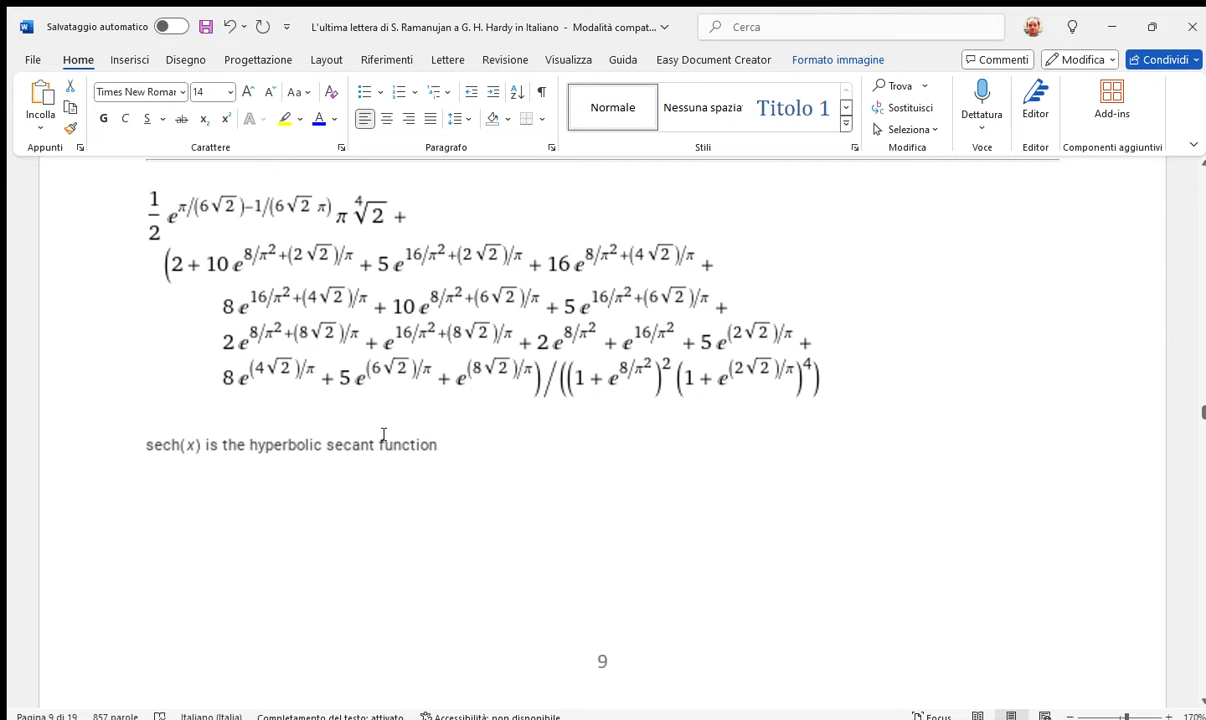 Salvataggio automatico L'ultima lettera di S. Ramanujan a G. H. Hardy in Italiano - Modalità compat... Cerca
File Home Inserisci Disegno Progettazione Layout Riferimenti Lettere Revisione Visualizza Guida Easy Document Creator Formato immagine Commenti Modifica Condividi
Incolla Times New Roman 14 Aa Normale Nessuna spazia Titolo 1 Trova Sostituisci Seleziona Dettatura Editor Add-ins
Appunti Carattere Paragrafo Stili Modifica Voce Editor Componenti aggiuntivi
1/2 e^(π/(6√2)−1/(6√2 π)) π ∜2 +
(2 + 10 e^(8/π²+(2√2)/π) + 5 e^(16/π²+(2√2)/π) + 16 e^(8/π²+(4√2)/π) +
8 e^(16/π²+(4√2)/π) + 10 e^(8/π²+(6√2)/π) + 5 e^(16/π²+(6√2)/π) +
2 e^(8/π²+(8√2)/π) + e^(16/π²+(8√2)/π) + 2 e^(8/π²) + e^(16/π²) + 5 e^((2√2)/π) +
8 e^((4√2)/π) + 5 e^((6√2)/π) + e^((8√2)/π))/((1 + e^(8/π²))² (1 + e^((2√2)/π))⁴)
sech(x) is the hyperbolic secant function
9
Pagina 9 di 19 857 parole Italiano (Italia) Completamento del testo: attivato Accessibilità: non disponibile Focus 170%